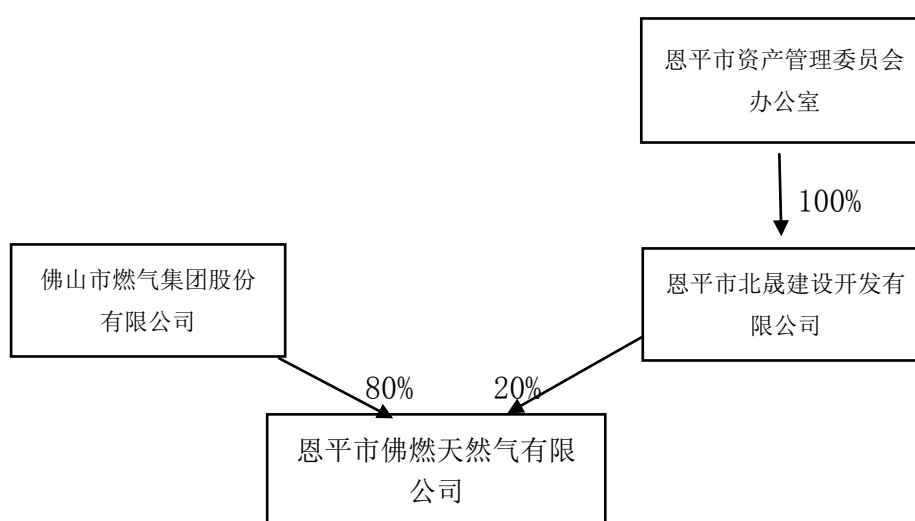 恩平市资产管理委员会
办公室
100%
佛山市燃气集团股份
有限公司
恩平市北晟建设开发有
限公司
80%
20%
恩平市佛燃天然气有限
公司